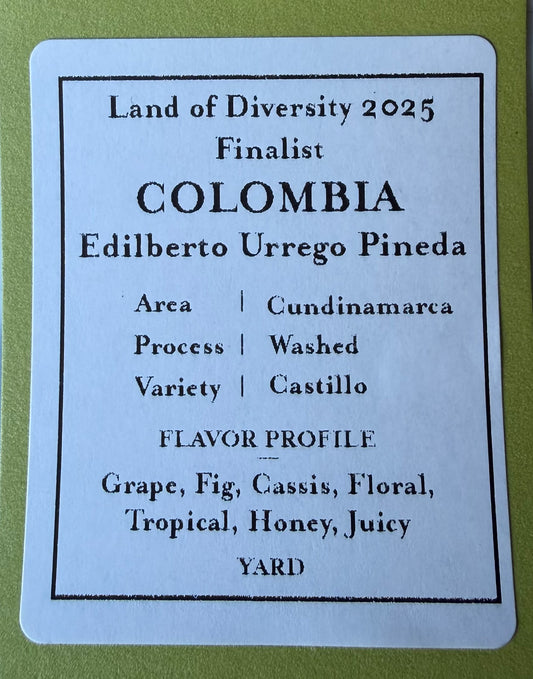 Land of Diversity 2025
Finalist
COLOMBIA
Edilberto Urrego Pineda
Area | Cundinamarca
Process | Washed
Variety | Castillo
FLAVOR PROFILE
Grape, Fig, Cassis, Floral,
Tropical, Honey, Juicy
YARD